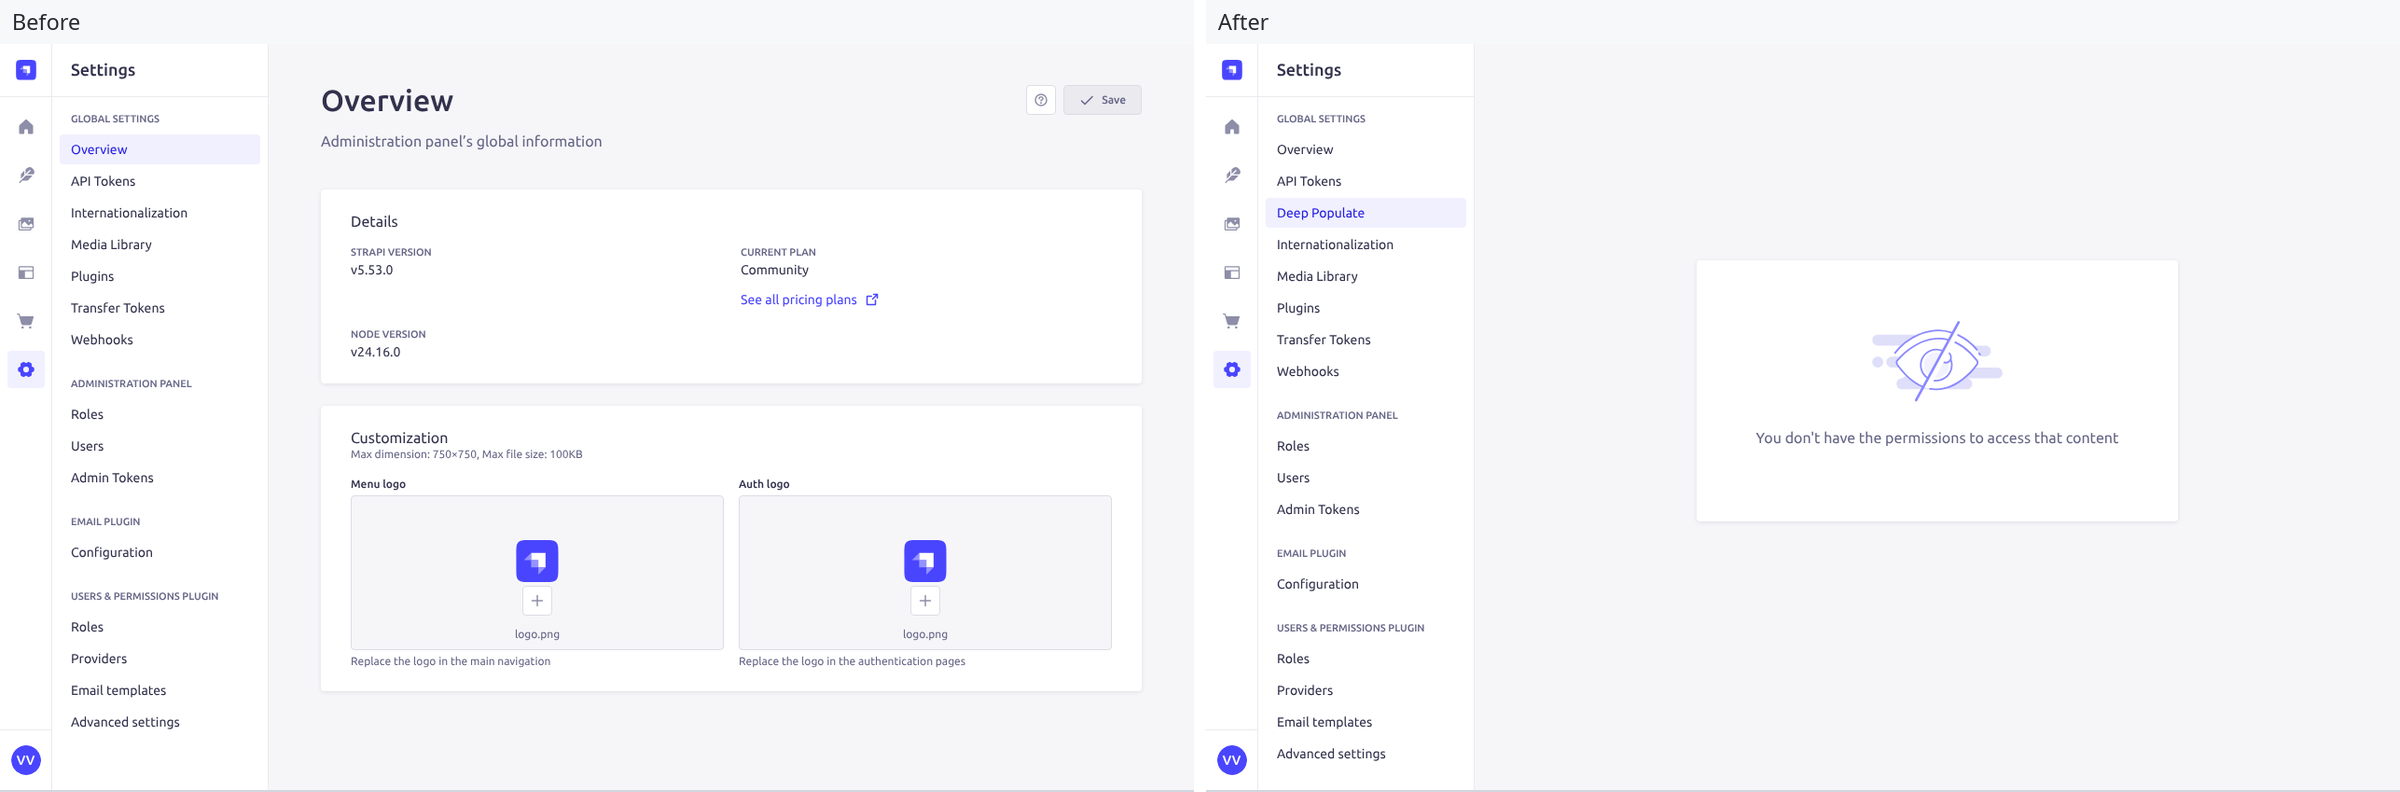 Before
Settings
GLOBAL SETTINGS
Overview
API Tokens
Internationalization
Media Library
Plugins
Transfer Tokens
Webhooks
ADMINISTRATION PANEL
Roles
Users
Admin Tokens
EMAIL PLUGIN
Configuration
USERS & PERMISSIONS PLUGIN
Roles
Providers
Email templates
Advanced settings
VV
Overview
Save
Administration panel’s global information
Details
STRAPI VERSION
v5.53.0
CURRENT PLAN
Community
See all pricing plans
NODE VERSION
v24.16.0
Customization
Max dimension: 750×750, Max file size: 100KB
Menu logo
logo.png
Replace the logo in the main navigation
Auth logo
logo.png
Replace the logo in the authentication pages
After
Settings
GLOBAL SETTINGS
Overview
API Tokens
Deep Populate
Internationalization
Media Library
Plugins
Transfer Tokens
Webhooks
ADMINISTRATION PANEL
Roles
Users
Admin Tokens
EMAIL PLUGIN
Configuration
USERS & PERMISSIONS PLUGIN
Roles
Providers
Email templates
Advanced settings
VV
You don't have the permissions to access that content